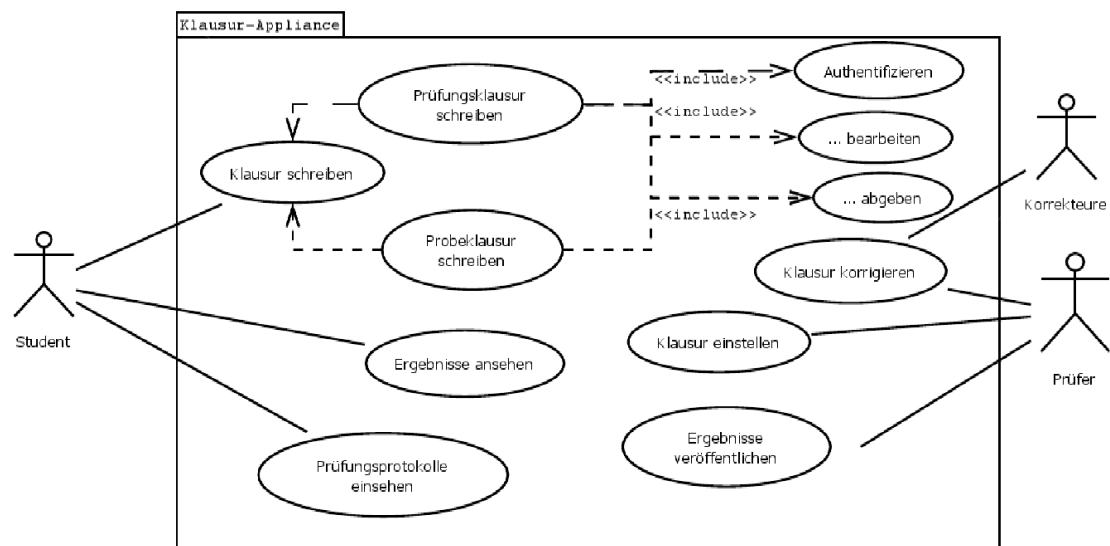 Klausur-Appliance
Prüfungsklausur
schreiben
<<include>>
Authentifizieren
<<include>>
... bearbeiten
Klausur schreiben
... abgeben
<<include>>
Korrekteure
Probeklausur
schreiben
Klausur korrigieren
Student
Klausur einstellen
Ergebnisse ansehen
Prüfer
Ergebnisse
veröffentlichen
Prüfungsprotokolle
einsehen